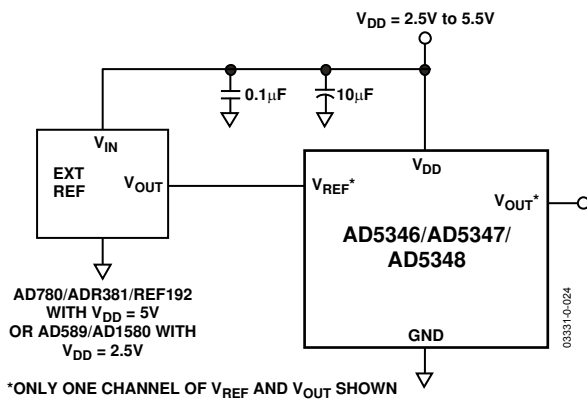 V_DD = 2.5V to 5.5V
0.1µF
10µF
V_IN
EXT
REF
V_OUT
V_REF*
V_DD
V_OUT*
AD5346/AD5347/
AD5348
GND
AD780/ADR381/REF192
WITH V_DD = 5V
OR AD589/AD1580 WITH
V_DD = 2.5V
03331-0-024
*ONLY ONE CHANNEL OF V_REF AND V_OUT SHOWN